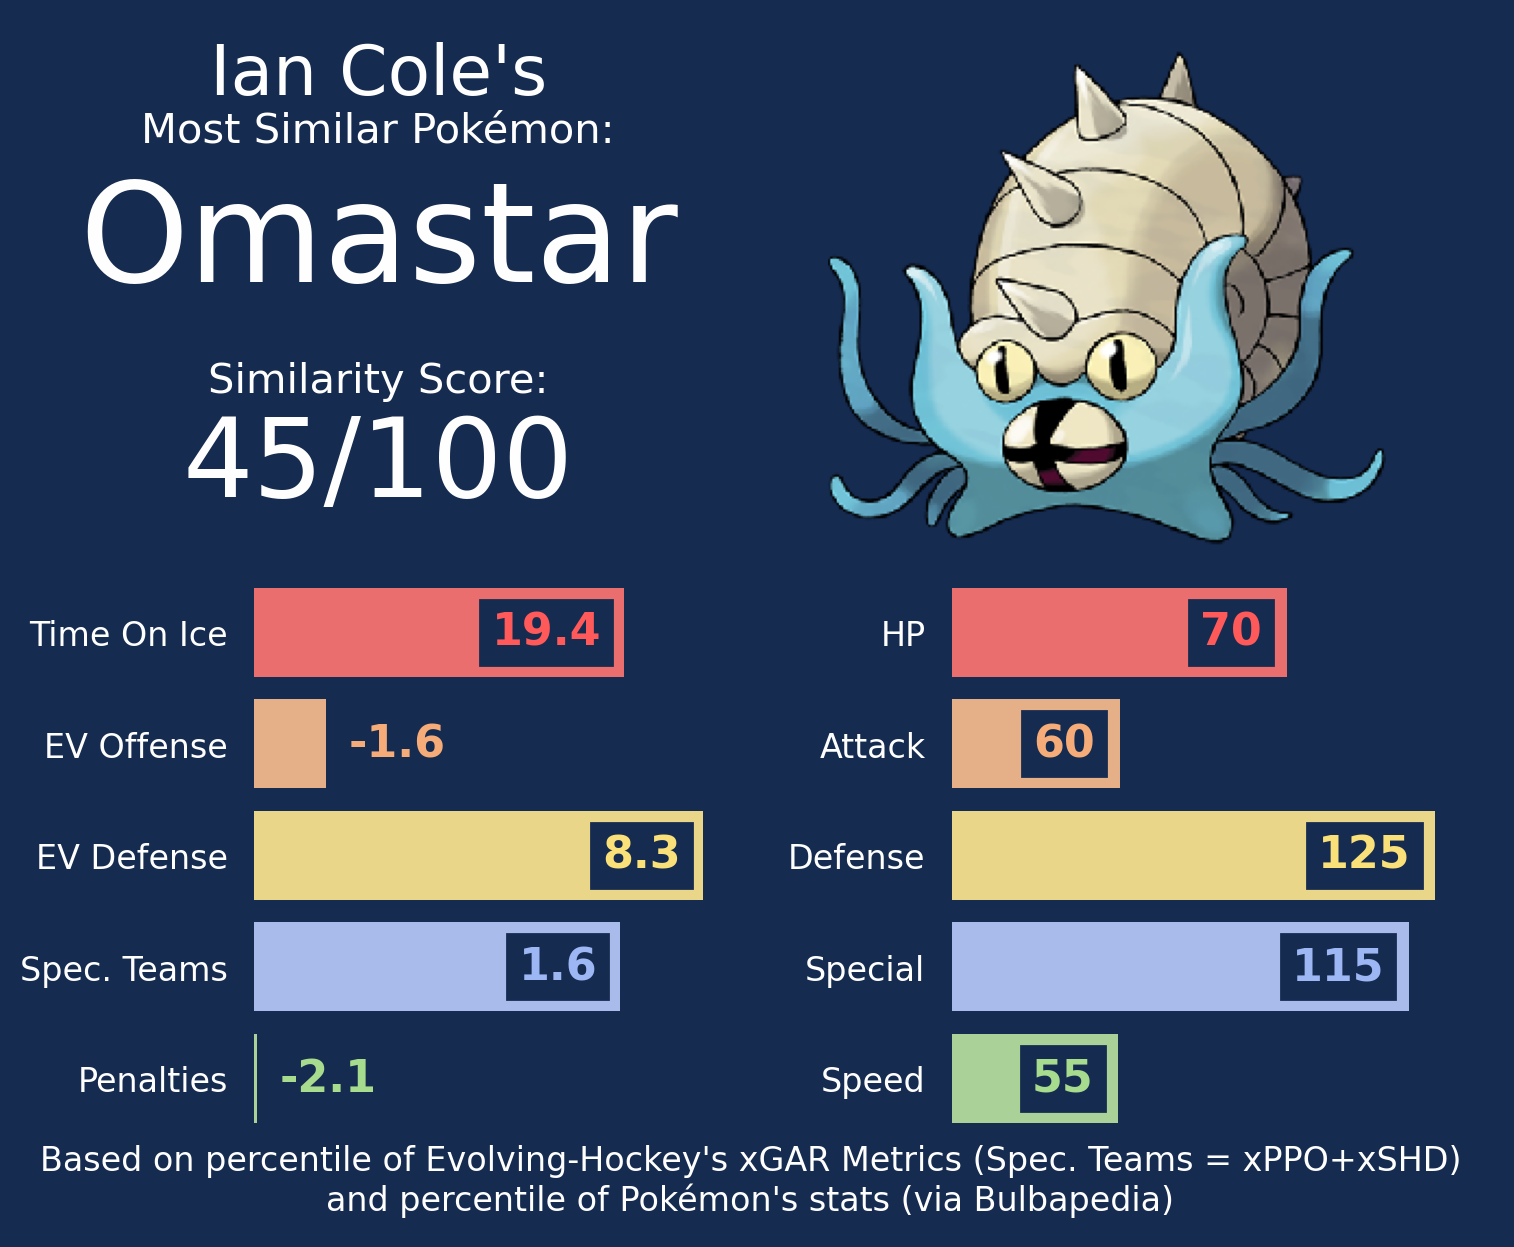 Ian Cole's
Most Similar Pokémon:
Omastar
Similarity Score:
45/100
Time On Ice 19.4
EV Offense -1.6
EV Defense 8.3
Spec. Teams 1.6
Penalties -2.1
HP 70
Attack 60
Defense 125
Special 115
Speed 55
Based on percentile of Evolving-Hockey's xGAR Metrics (Spec. Teams = xPPO+xSHD)
and percentile of Pokémon's stats (via Bulbapedia)